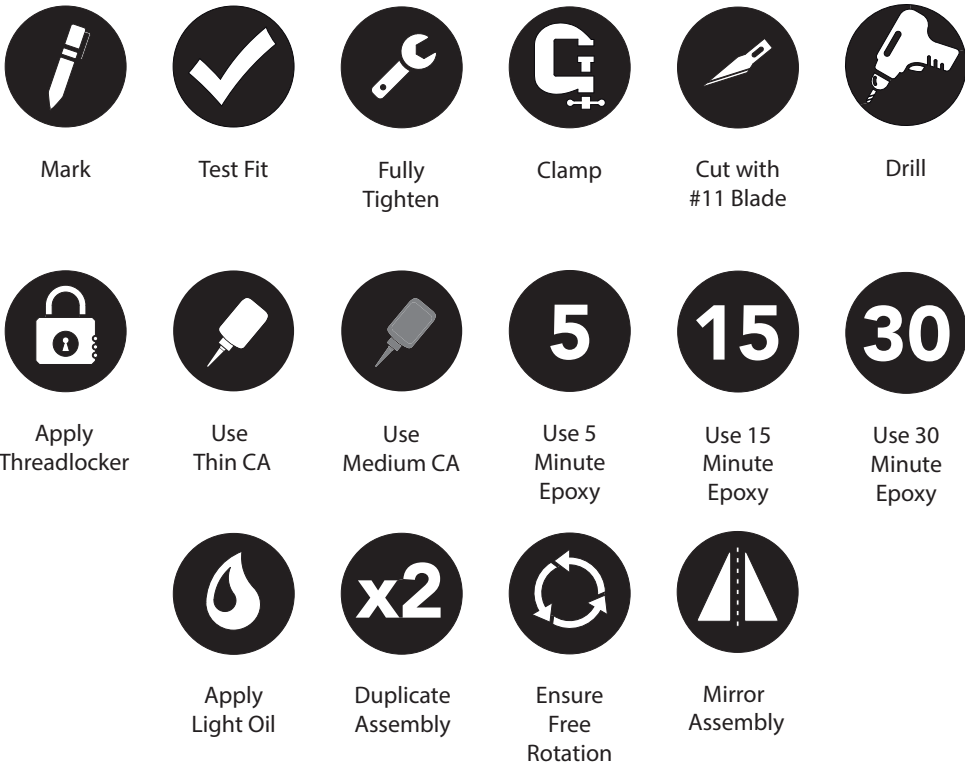 Mark
Test Fit
Fully
Tighten
Clamp
Cut with
#11 Blade
Drill
5
15
30
Apply
Threadlocker
Use
Thin CA
Use
Medium CA
Use 5
Minute
Epoxy
Use 15
Minute
Epoxy
Use 30
Minute
Epoxy
x2
Apply
Light Oil
Duplicate
Assembly
Ensure
Free
Rotation
Mirror
Assembly